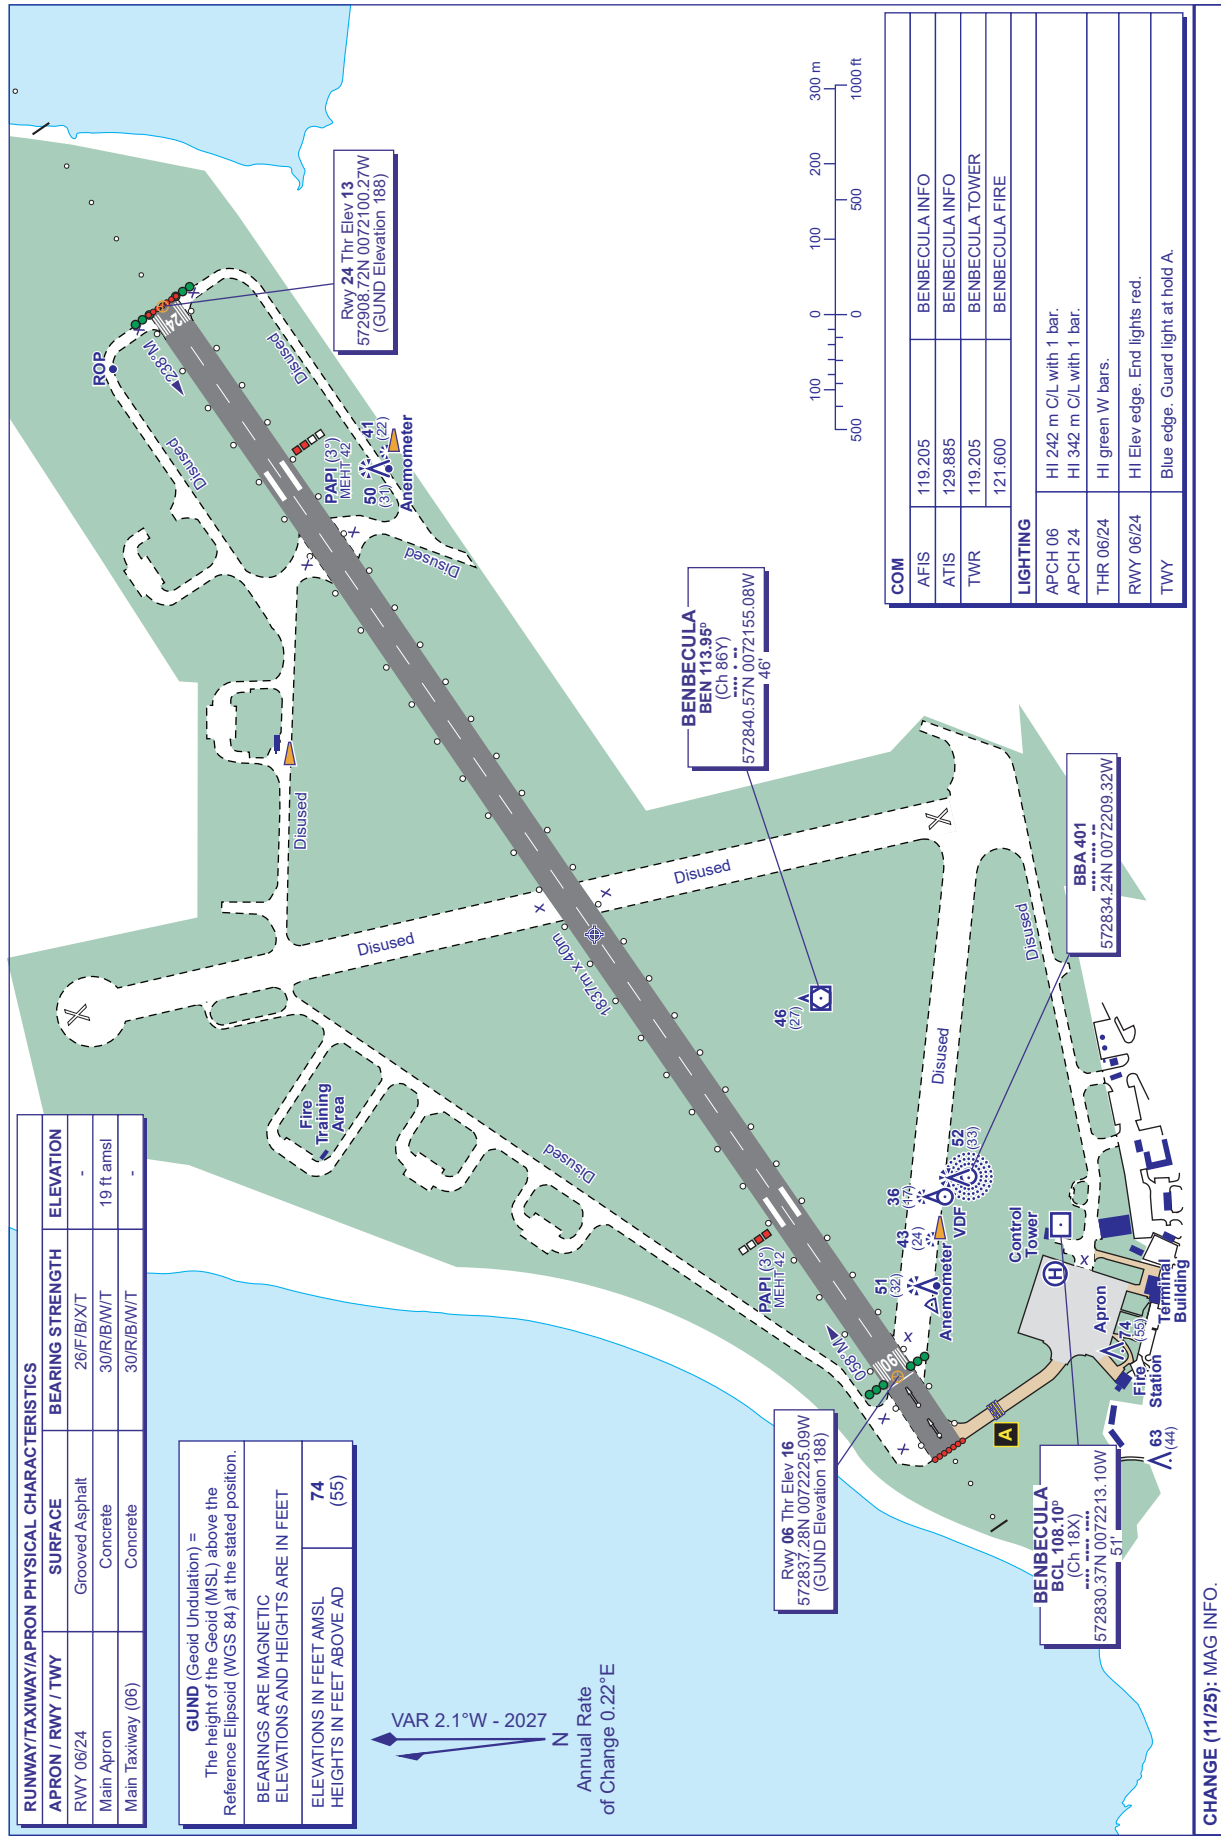 RUNWAY/TAXIWAY/APRON PHYSICAL CHARACTERISTICS
APRON / RWY / TWY SURFACE BEARING STRENGTH ELEVATION
RWY 06/24 Grooved Asphalt 26/F/B/X/T -
Main Apron Concrete 30/R/B/W/T 19 ft amsl
Main Taxiway (06) Concrete 30/R/B/W/T -
GUND (Geoid Undulation) =
The height of the Geoid (MSL) above the
Reference Elipsoid (WGS 84) at the stated position.
BEARINGS ARE MAGNETIC
ELEVATIONS AND HEIGHTS ARE IN FEET
ELEVATIONS IN FEET AMSL 74
HEIGHTS IN FEET ABOVE AD (55)
VAR 2.1°W - 2027
N
Annual Rate
of Change 0.22°E
Rwy 24 Thr Elev 13
572908.72N 0072100.27W
(GUND Elevation 188)
ROP
24
238°M
Disused
Disused
PAPI (3°)
MEHT 42
50
(31)
41
(22)
Anemometer
Disused
Disused
Disused
Disused
1837m x 40m
Fire
Training
Area
Disused
46
(27)
BENBECULA
BEN 113.95D
(Ch 86Y)
572840.57N 0072155.08W
46'
Disused
Disused
BBA 401
572834.24N 0072209.32W
52
(33)
36
(17)
VDF
43
(24)
51
(32)
Anemometer
PAPI (3°)
MEHT 42
058°M
06
Rwy 06 Thr Elev 16
572837.28N 0072225.09W
(GUND Elevation 188)
A
Control
Tower
H
Apron
74
(55)
Terminal
Building
Fire
Station
63
(44)
BENBECULA
BCL 108.10D
(Ch 18X)
572830.37N 0072213.10W
51'
500 100 0 100 200 300 m
500 0 500 1000 ft
COM
AFIS 119.205 BENBECULA INFO
ATIS 129.885 BENBECULA INFO
TWR 119.205 BENBECULA TOWER
121.600 BENBECULA FIRE
LIGHTING
APCH 06 HI 242 m C/L with 1 bar.
APCH 24 HI 342 m C/L with 1 bar.
THR 06/24 HI green W bars.
RWY 06/24 HI Elev edge. End lights red.
TWY Blue edge. Guard light at hold A.
CHANGE (11/25): MAG INFO.